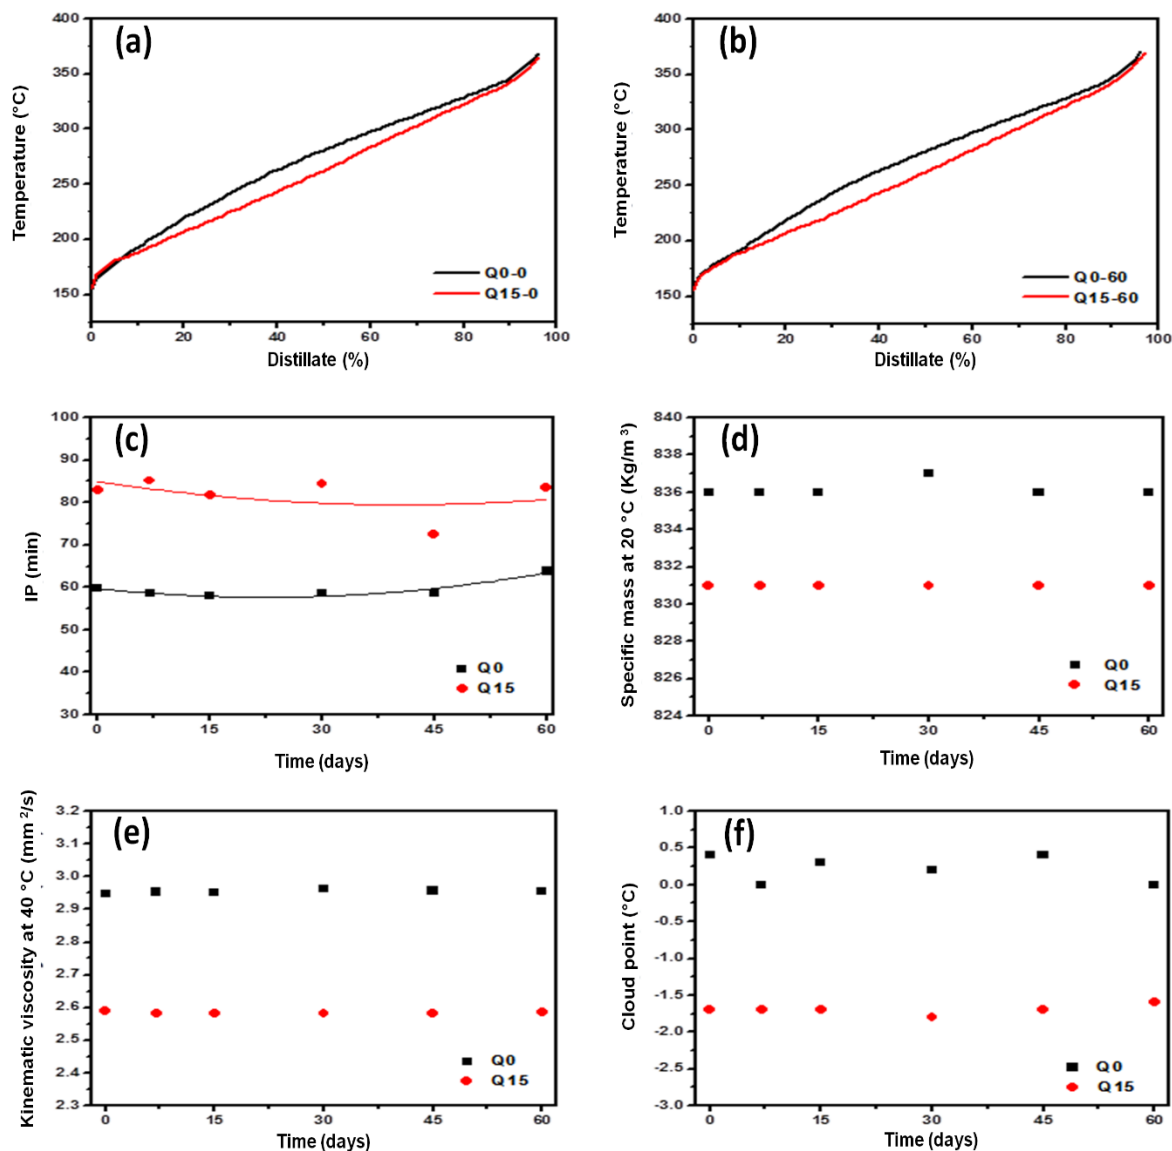 (a)
Temperature (°C)
400
350
300
250
200
150
0 20 40 60 80 100
Distillate (%)
Q0-0
Q15-0
(b)
Temperature (°C)
400
350
300
250
200
150
0 20 40 60 80 100
Distillate (%)
Q0-60
Q15-60
(c)
IP (min)
100
90
80
70
60
50
40
30
0 15 30 45 60
Time (days)
Q0
Q15
(d)
Specific mass at 20 °C (Kg/m³)
840
838
836
834
832
830
828
826
824
0 15 30 45 60
Time (days)
Q0
Q15
(e)
Kinematic viscosity at 40 °C (mm²/s)
3.2
3.1
3.0
2.9
2.8
2.7
2.6
2.5
2.4
2.3
0 15 30 45 60
Time (days)
Q0
Q15
(f)
Cloud point (°C)
1.0
0.5
0.0
-0.5
-1.0
-1.5
-2.0
-2.5
-3.0
0 15 30 45 60
Time (days)
Q0
Q15